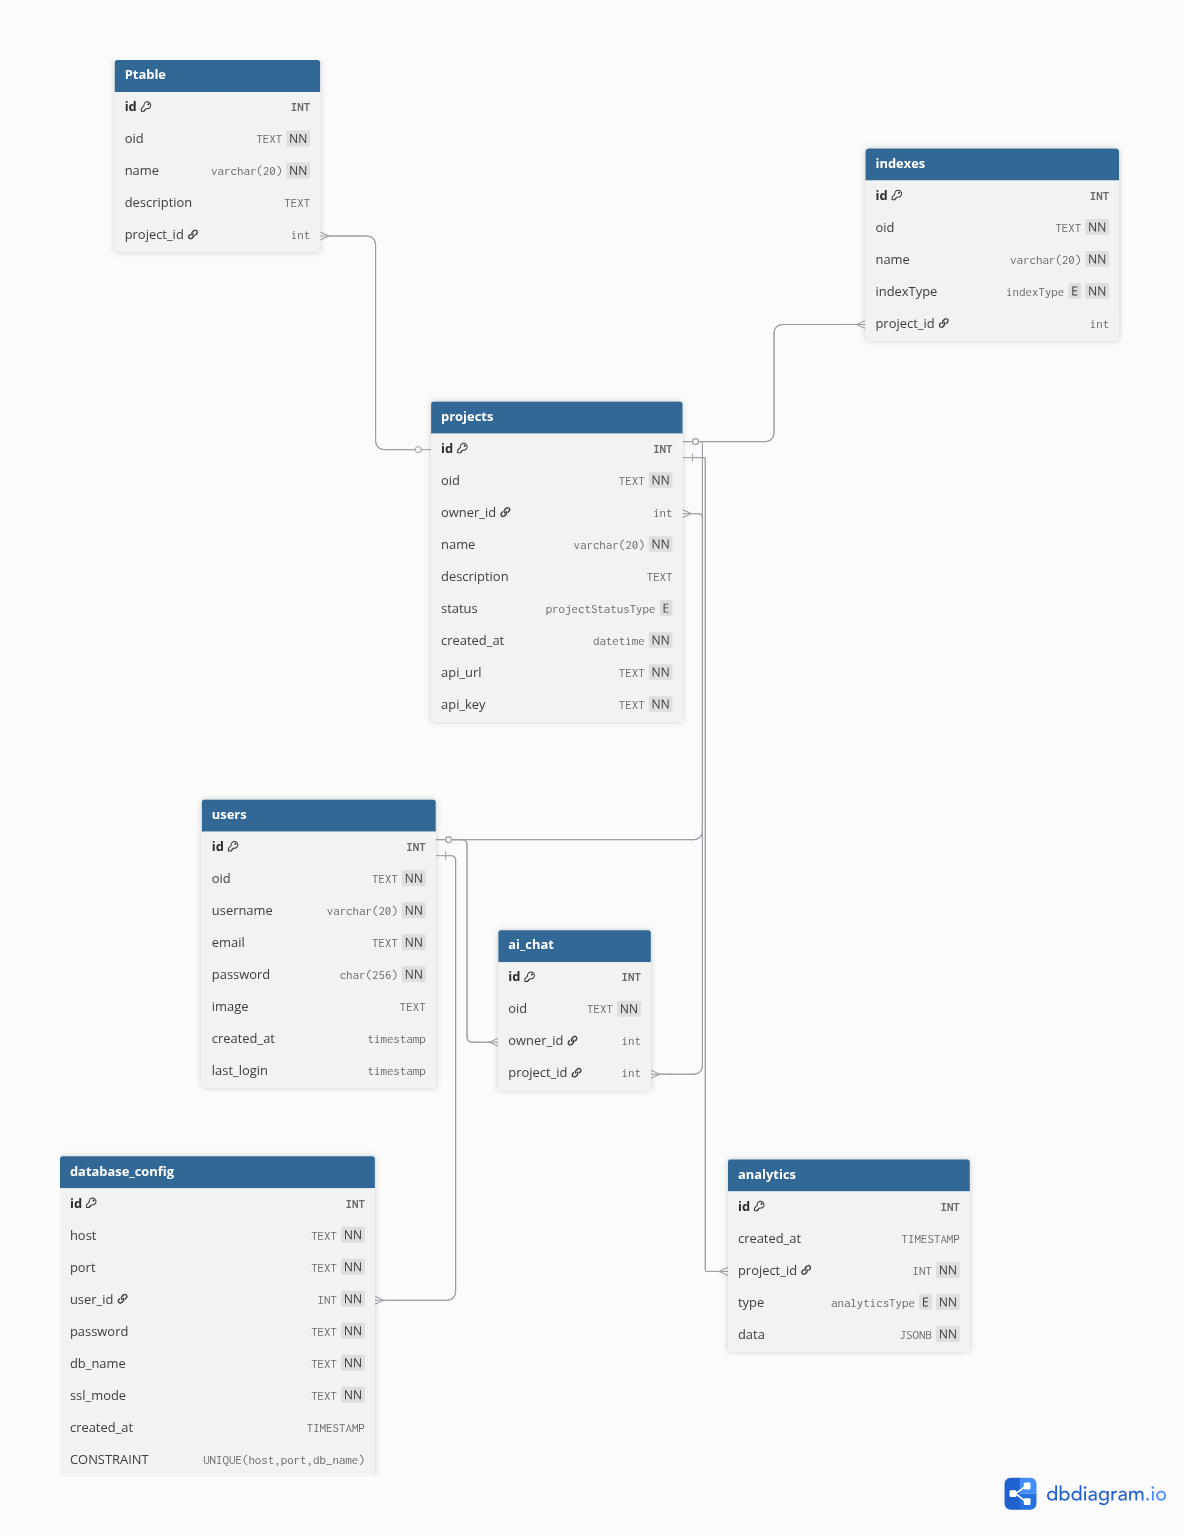 Ptable
id INT
oid TEXT NN
name varchar(20) NN
description TEXT
project_id int
indexes
id INT
oid TEXT NN
name varchar(20) NN
indexType indexType E NN
project_id int
projects
id INT
oid TEXT NN
owner_id int
name varchar(20) NN
description TEXT
status projectStatusType E
created_at datetime NN
api_url TEXT NN
api_key TEXT NN
users
id INT
oid TEXT NN
username varchar(20) NN
email TEXT NN
password char(256) NN
image TEXT
created_at timestamp
last_login timestamp
ai_chat
id INT
oid TEXT NN
owner_id int
project_id int
database_config
id INT
host TEXT NN
port TEXT NN
user_id INT NN
password TEXT NN
db_name TEXT NN
ssl_mode TEXT NN
created_at TIMESTAMP
CONSTRAINT UNIQUE(host,port,db_name)
analytics
id INT
created_at TIMESTAMP
project_id INT NN
type analyticsType E NN
data JSONB NN
dbdiagram.io